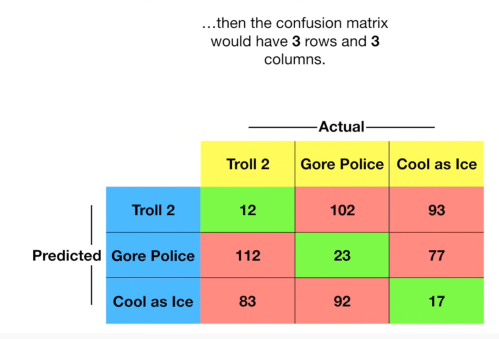 ...then the confusion matrix
would have 3 rows and 3
columns.
Actual
Troll 2 Gore Police Cool as Ice
Troll 2 12 102 93
Predicted Gore Police 112 23 77
Cool as Ice 83 92 17